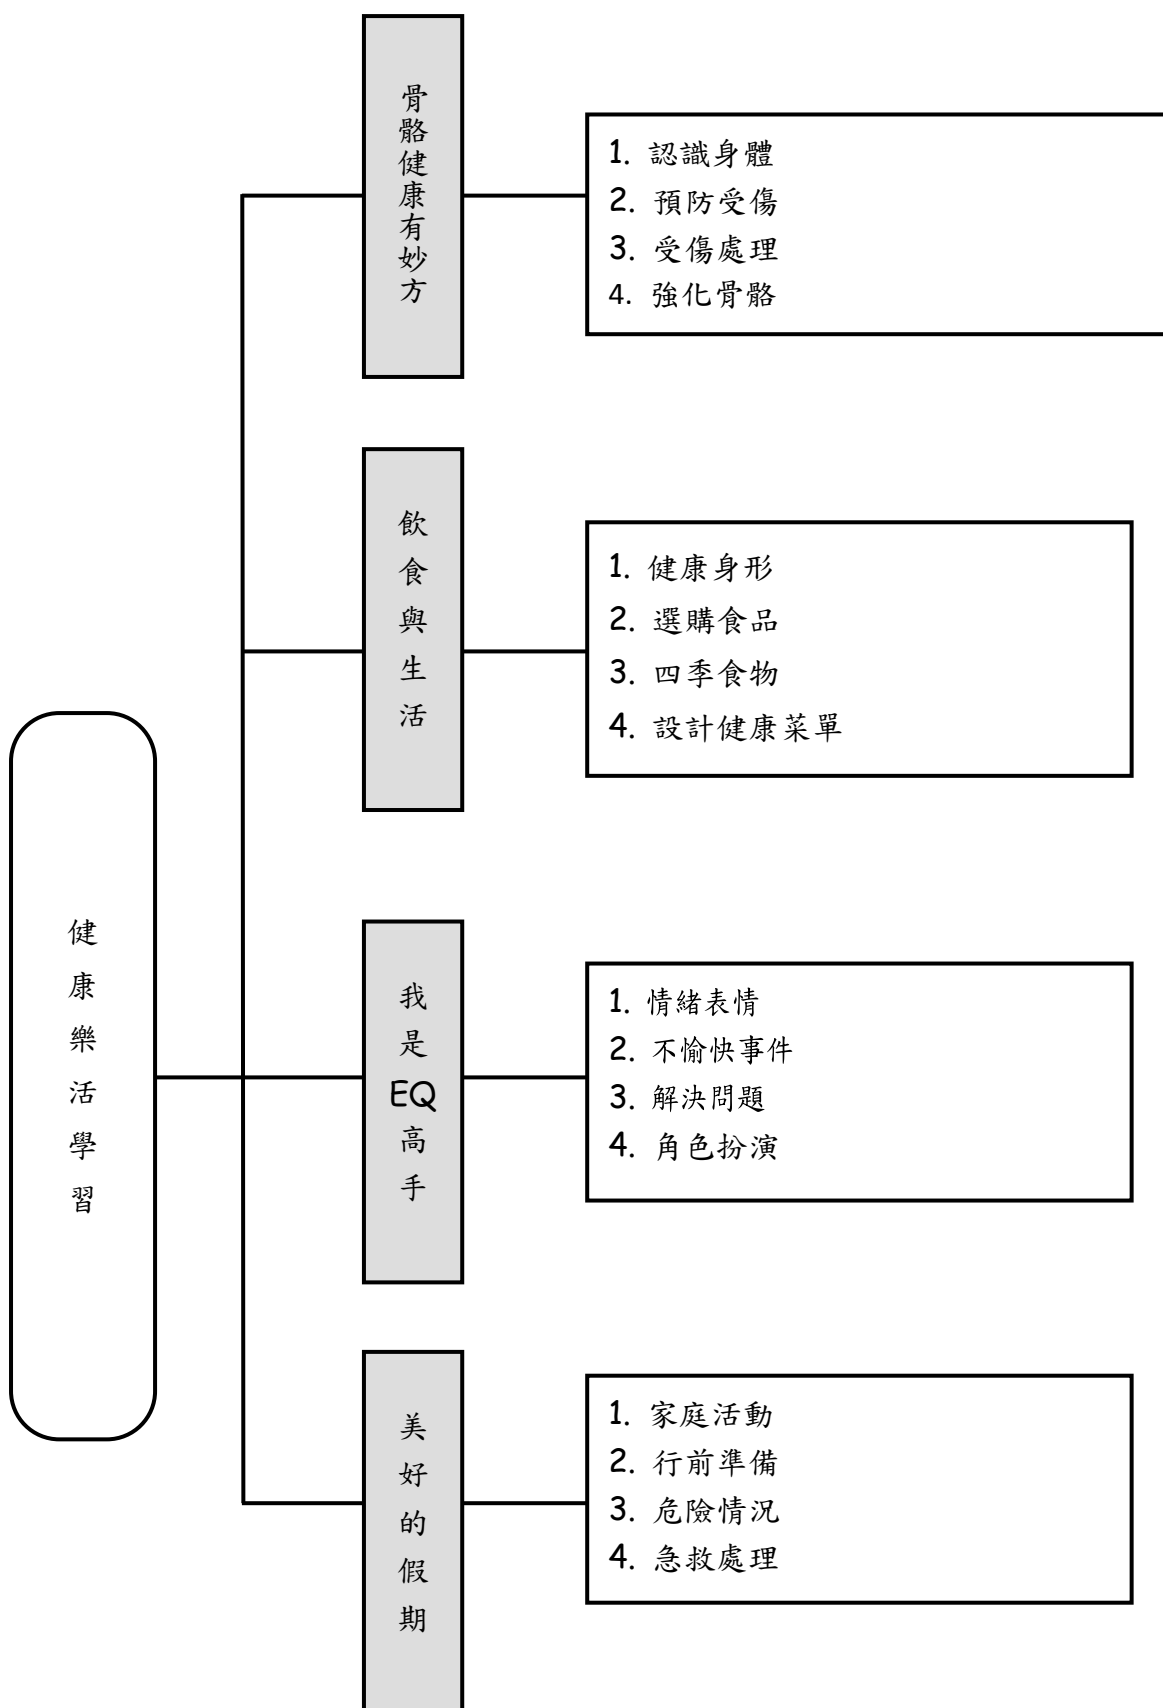 健康樂活學習
骨骼健康有妙方
1. 認識身體
2. 預防受傷
3. 受傷處理
4. 強化骨骼
飲食與生活
1. 健康身形
2. 選購食品
3. 四季食物
4. 設計健康菜單
我是EQ高手
1. 情緒表情
2. 不愉快事件
3. 解決問題
4. 角色扮演
美好的假期
1. 家庭活動
2. 行前準備
3. 危險情況
4. 急救處理